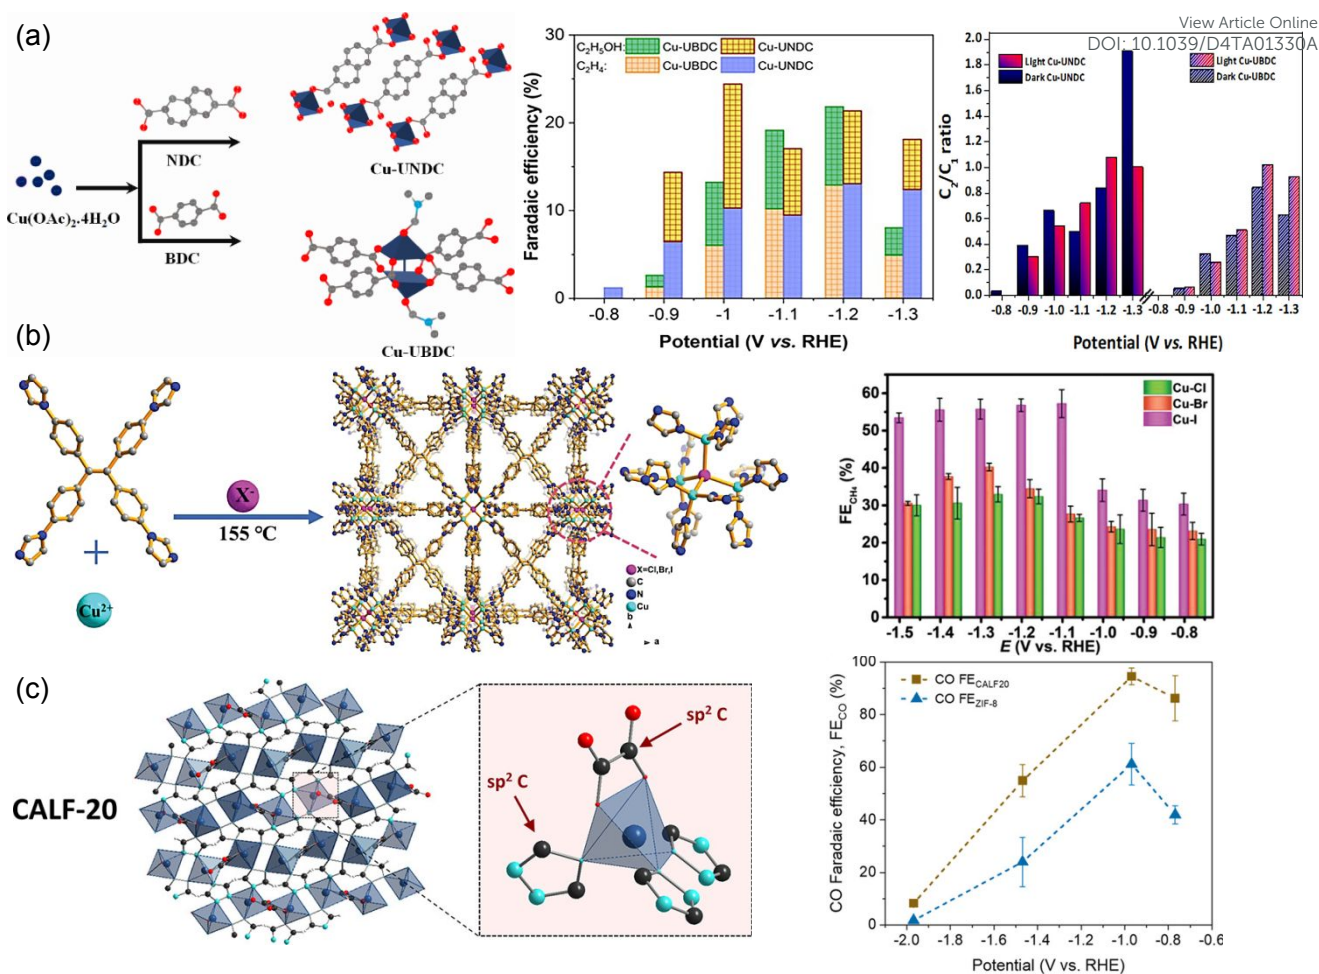 View Article Online
DOI: 10.1039/D4TA01330A
(a)
NDC
Cu(OAc)₂.4H₂O
BDC
Cu-UNDC
Cu-UBDC
C₂H₅OH: Cu-UBDC Cu-UNDC
C₂H₄: Cu-UBDC Cu-UNDC
Faradaic efficiency (%)
30
20
10
0
-0.8 -0.9 -1 -1.1 -1.2 -1.3
Potential (V vs. RHE)
Light Cu-UNDC
Dark Cu-UNDC
Light Cu-UBDC
Dark Cu-UBDC
C₂/C₁ ratio
2.0
1.8
1.6
1.4
1.2
1.0
0.8
0.6
0.4
0.2
0.0
-0.8 -0.9 -1.0 -1.1 -1.2 -1.3 -0.8 -0.9 -1.0 -1.1 -1.2 -1.3
Potential (V vs. RHE)
(b)
X⁻
155 °C
+
Cu²⁺
X=Cl,Br,I
C
N
Cu
b
a
Cu-Cl
Cu-Br
Cu-I
FE_CH₄ (%)
60
50
40
30
20
10
0
-1.5 -1.4 -1.3 -1.2 -1.1 -1.0 -0.9 -0.8
E (V vs. RHE)
(c)
CALF-20
sp² C
sp² C
CO FE_CALF20
CO FE_ZIF-8
CO Faradaic efficiency, FE_CO (%)
100
80
60
40
20
0
-2.0 -1.8 -1.6 -1.4 -1.2 -1.0 -0.8 -0.6
Potential (V vs. RHE)